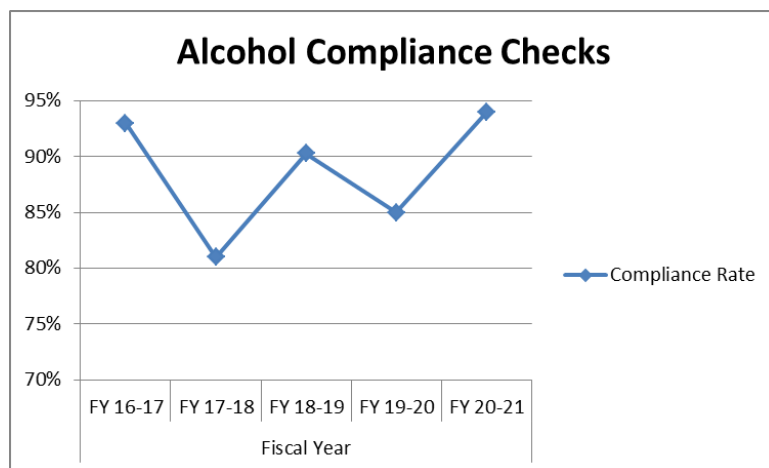 Alcohol Compliance Checks
95%
90%
85%
80%
75%
70%
FY 16-17 FY 17-18 FY 18-19 FY 19-20 FY 20-21
Fiscal Year
Compliance Rate